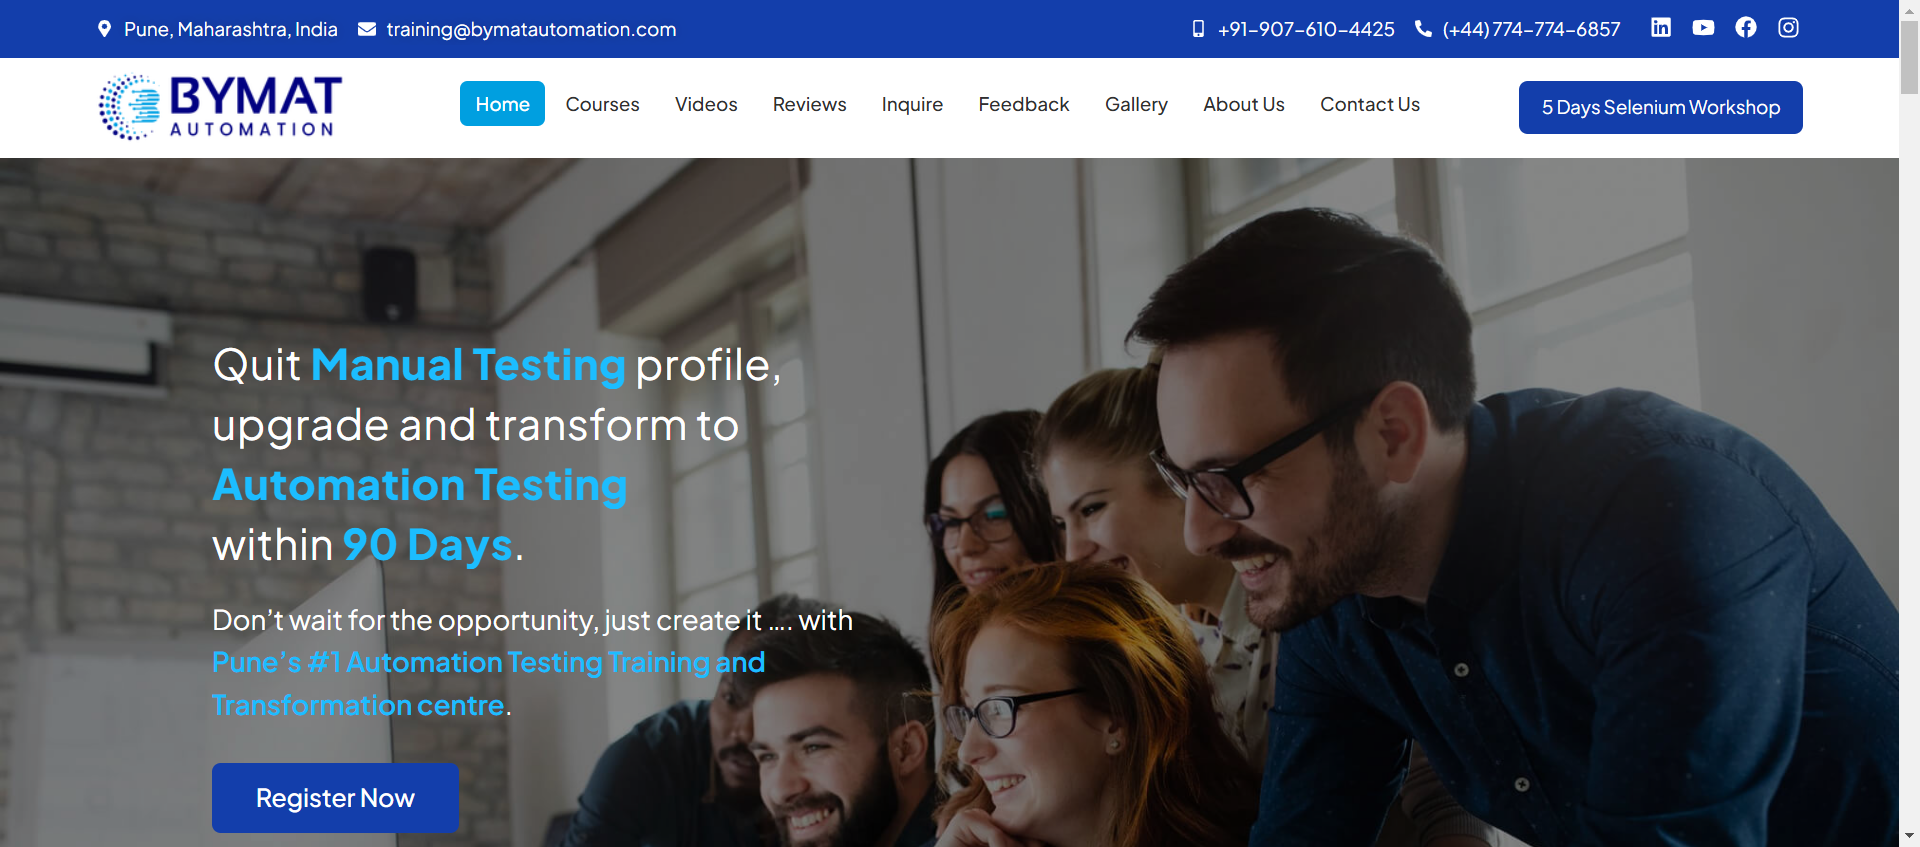 Pune, Maharashtra, India training@bymatautomation.com +91-907-610-4425 (+44) 774-774-6857
BYMAT
AUTOMATION
Home Courses Videos Reviews Inquire Feedback Gallery About Us Contact Us 5 Days Selenium Workshop
Quit Manual Testing profile,
upgrade and transform to
Automation Testing
within 90 Days.
Don’t wait for the opportunity, just create it .... with
Pune’s #1 Automation Testing Training and
Transformation centre.
Register Now